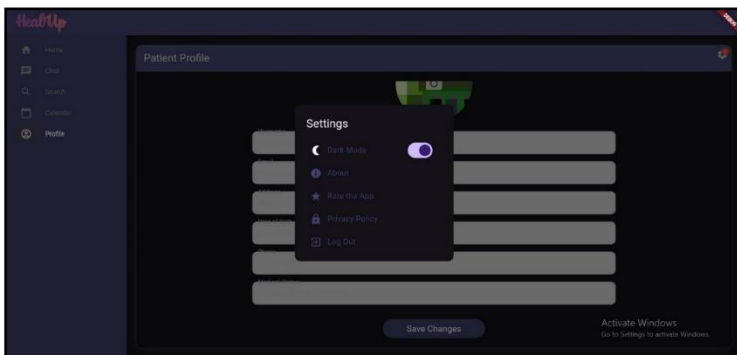 HealUp
DEBUG
Home
Chat
Search
Calendar
Profile
Patient Profile
Settings
Dark Mode
About
Rate the App
Privacy Policy
Log Out
Save Changes
Activate Windows
Go to Settings to activate Windows.